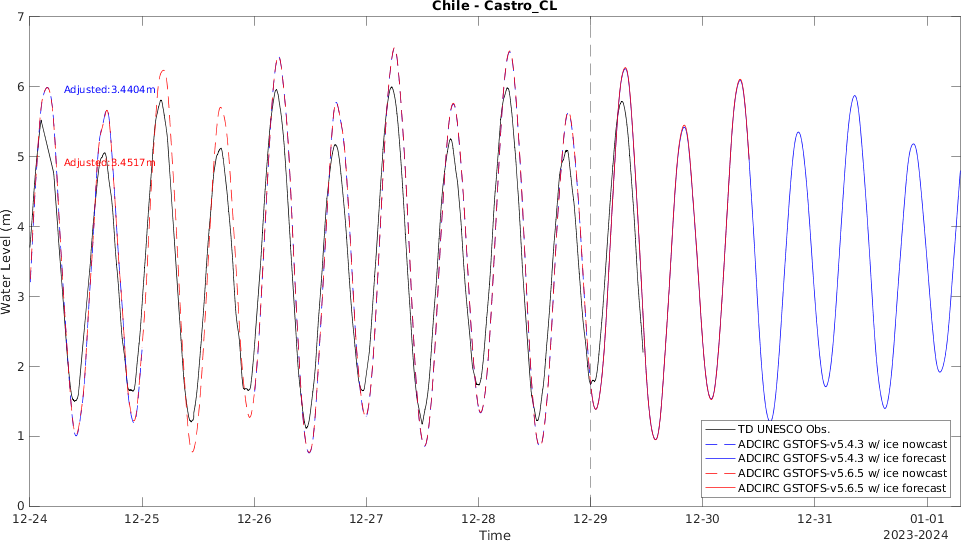 Chile - Castro_CL
7
6
5
4
3
2
1
0
Water Level (m)
Adjusted:3.4404m
Adjusted:3.4517m
TD UNESCO Obs.
ADCIRC GSTOFS-v5.4.3 w/ ice nowcast
ADCIRC GSTOFS-v5.4.3 w/ ice forecast
ADCIRC GSTOFS-v5.6.5 w/ ice nowcast
ADCIRC GSTOFS-v5.6.5 w/ ice forecast
12-24 12-25 12-26 12-27 12-28 12-29 12-30 12-31 01-01
Time
2023-2024